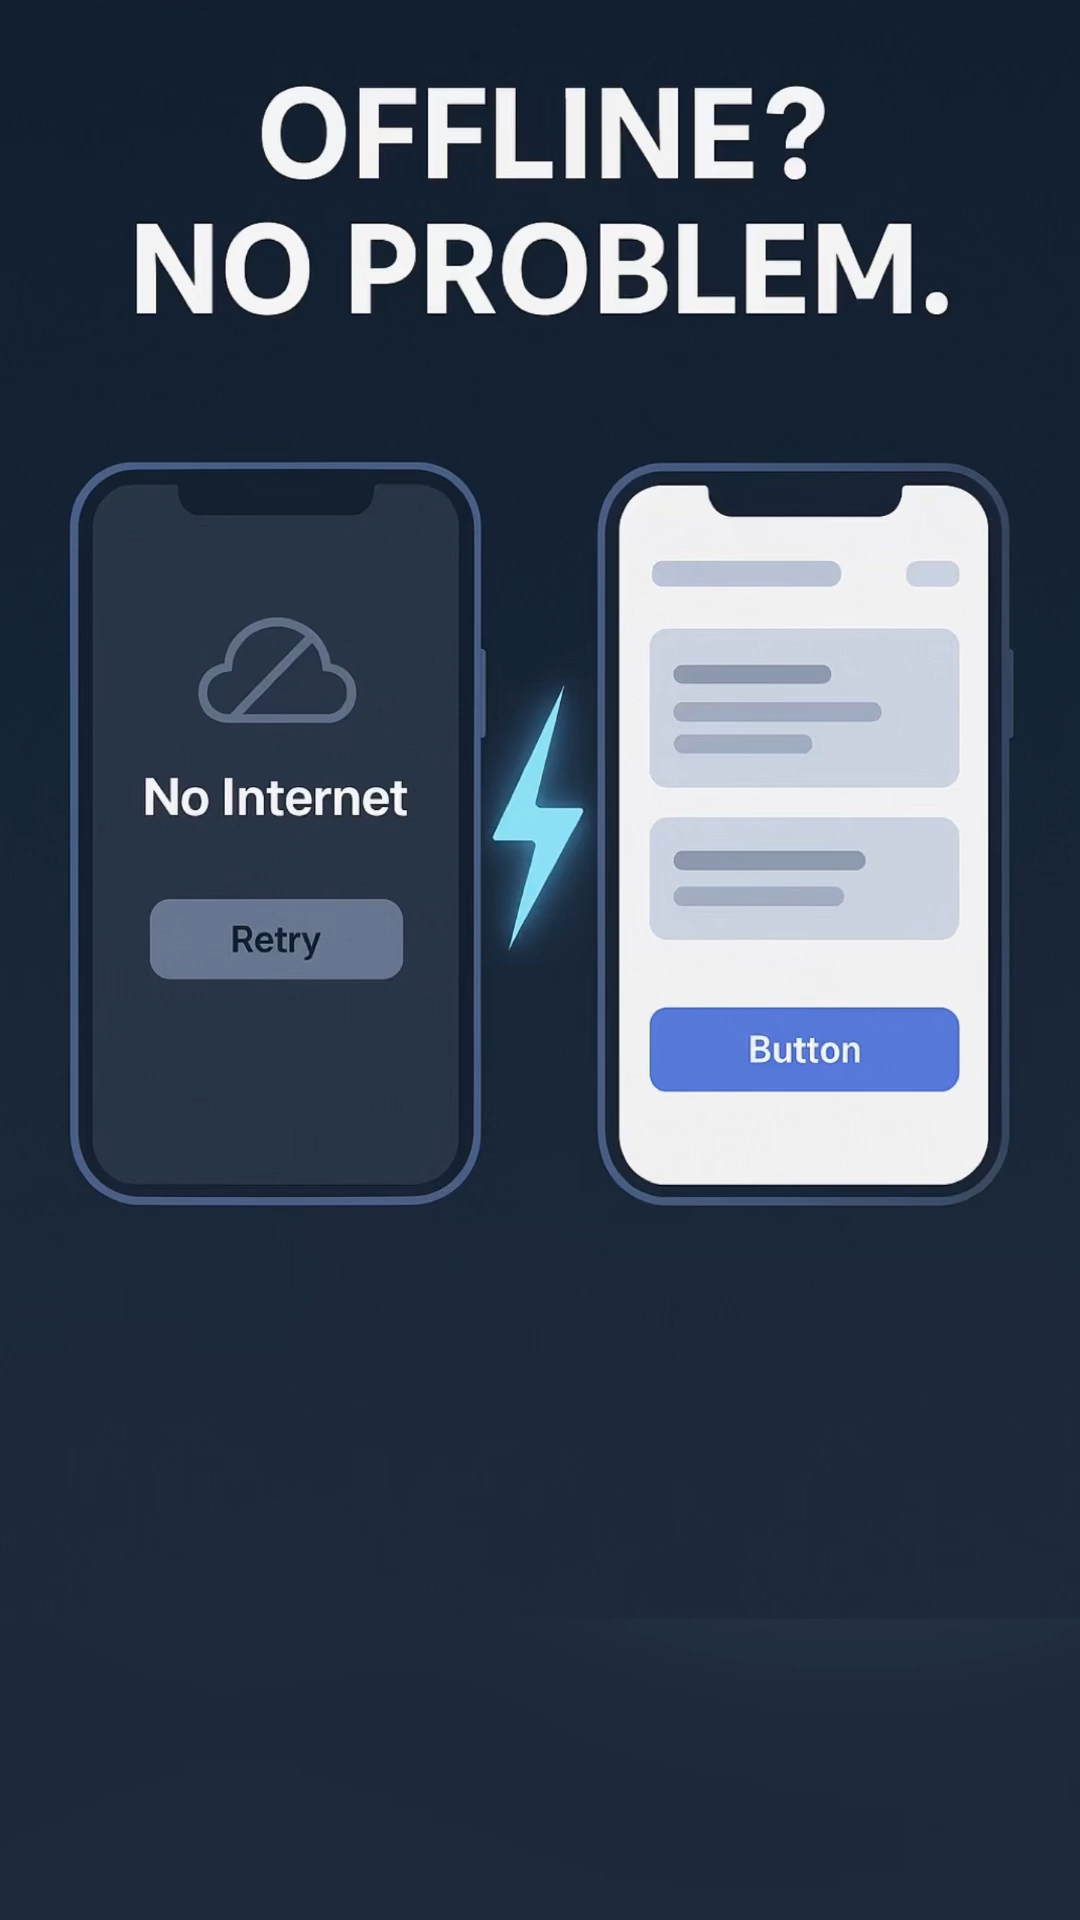 OFFLINE?
NO PROBLEM.
No Internet
Retry
Button